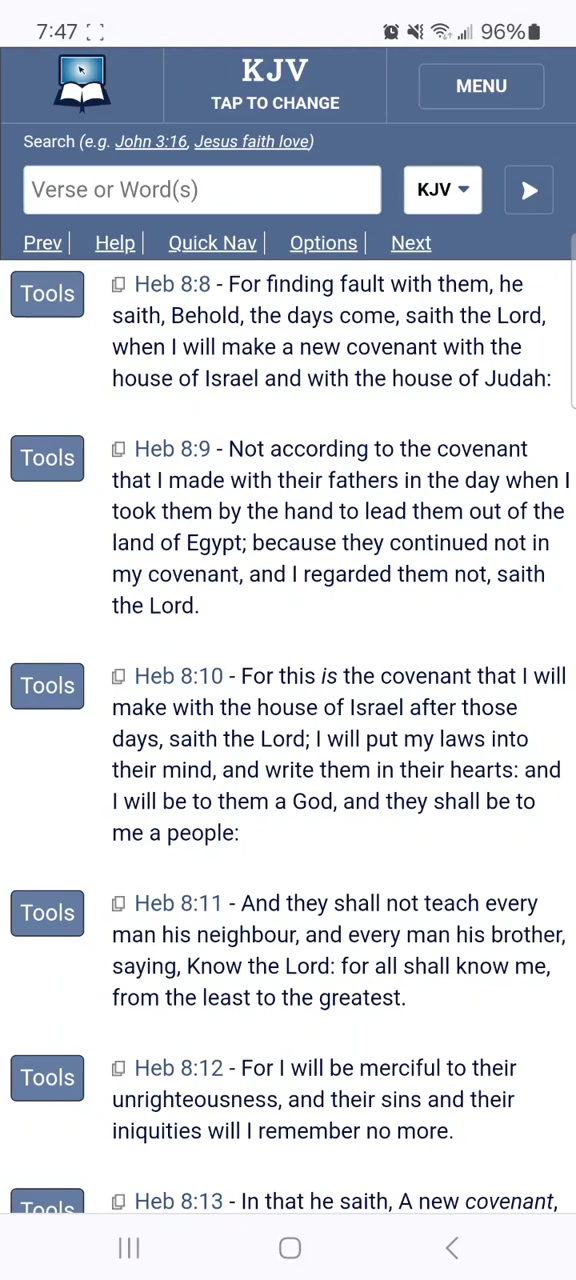 7:47 96%
KJV
TAP TO CHANGE
MENU
Search (e.g. John 3:16, Jesus faith love)
Verse or Word(s)
KJV
Prev Help Quick Nav Options Next
Tools
Heb 8:8 - For finding fault with them, he
saith, Behold, the days come, saith the Lord,
when I will make a new covenant with the
house of Israel and with the house of Judah:
Tools
Heb 8:9 - Not according to the covenant
that I made with their fathers in the day when I
took them by the hand to lead them out of the
land of Egypt; because they continued not in
my covenant, and I regarded them not, saith
the Lord.
Tools
Heb 8:10 - For this is the covenant that I will
make with the house of Israel after those
days, saith the Lord; I will put my laws into
their mind, and write them in their hearts: and
I will be to them a God, and they shall be to
me a people:
Tools
Heb 8:11 - And they shall not teach every
man his neighbour, and every man his brother,
saying, Know the Lord: for all shall know me,
from the least to the greatest.
Tools
Heb 8:12 - For I will be merciful to their
unrighteousness, and their sins and their
iniquities will I remember no more.
Tools
Heb 8:13 - In that he saith, A new covenant,